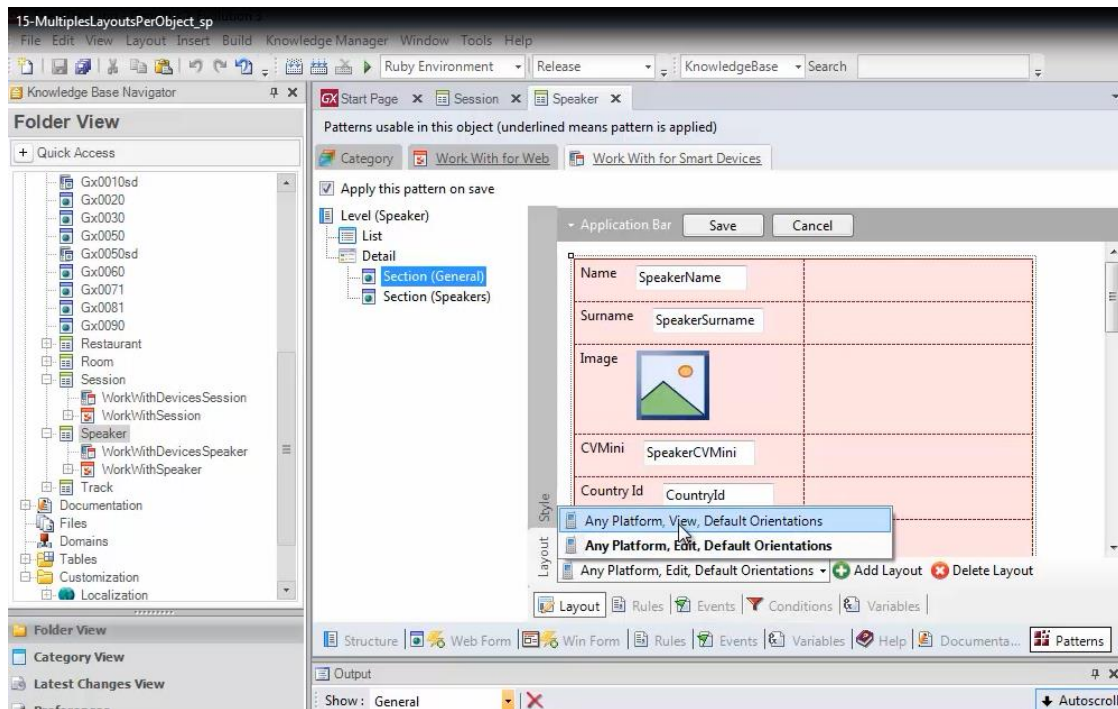 15-MultiplesLayoutsPerObject_sp
File Edit View Layout Insert Build Knowledge Manager Window Tools Help
Ruby Environment Release KnowledgeBase Search
Knowledge Base Navigator
Folder View
+ Quick Access
Gx0010sd
Gx0020
Gx0030
Gx0050
Gx0050sd
Gx0060
Gx0071
Gx0081
Gx0090
Restaurant
Room
Session
WorkWithDevicesSession
WorkWithSession
Speaker
WorkWithDevicesSpeaker
WorkWithSpeaker
Track
Documentation
Files
Domains
Tables
Customization
Localization
Folder View
Category View
Latest Changes View
GX Start Page Session Speaker
Patterns usable in this object (underlined means pattern is applied)
Category Work With for Web Work With for Smart Devices
Apply this pattern on save
Level (Speaker)
List
Detail
Section (General)
Section (Speakers)
Application Bar Save Cancel
Name SpeakerName
Surname SpeakerSurname
Image
CVMini SpeakerCVMini
Country Id CountryId
Style
Layout
Any Platform, View, Default Orientations
Any Platform, Edit, Default Orientations
Any Platform, Edit, Default Orientations Add Layout Delete Layout
Layout Rules Events Conditions Variables
Structure Web Form Win Form Rules Events Variables Help Documenta... Patterns
Output
Show: General Autoscroll